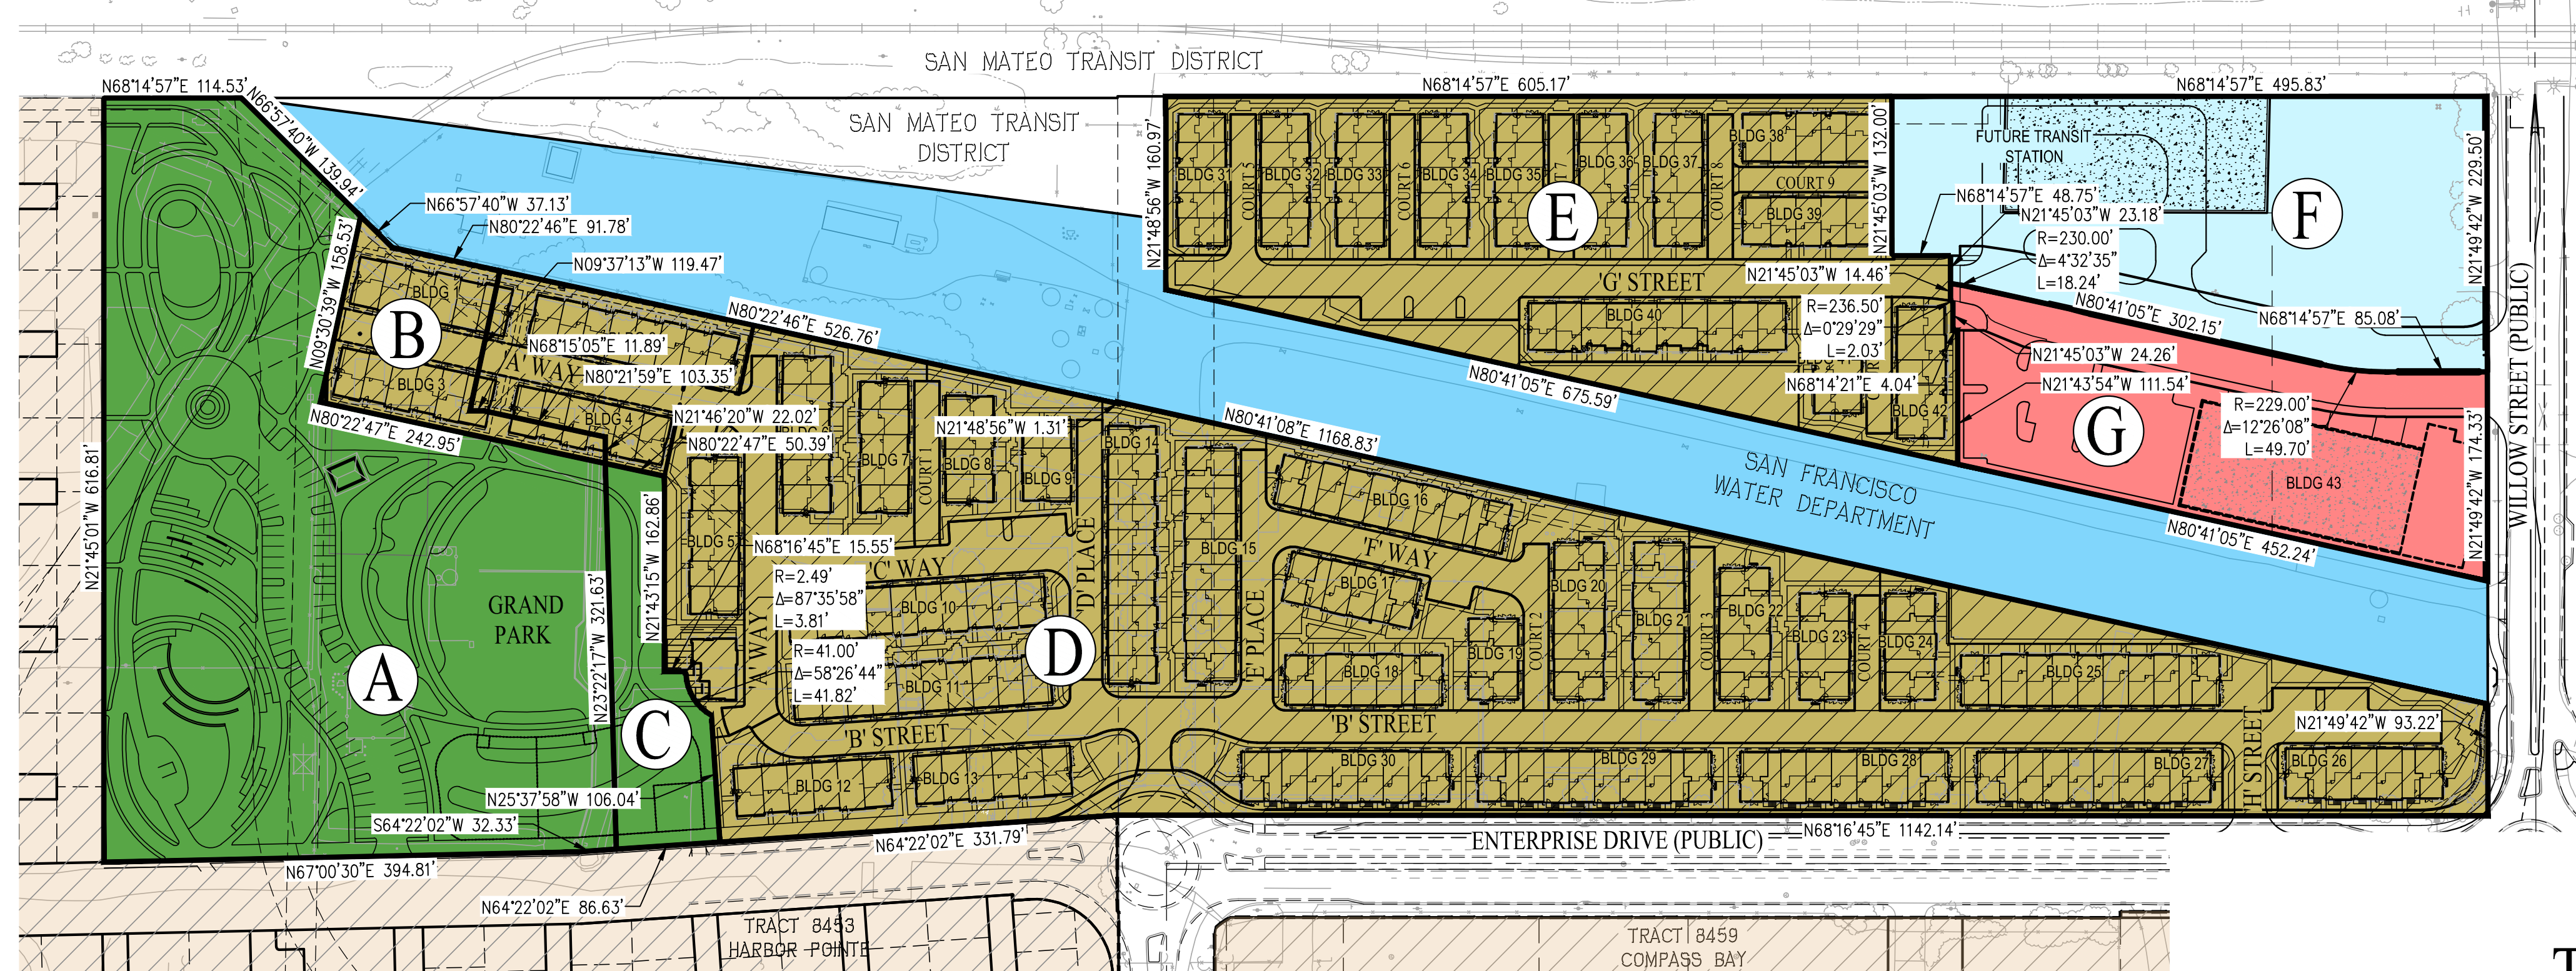 SAN MATEO TRANSIT DISTRICT
N68°14'57"E 114.53'
N68°14'57"E 605.17'
N68°14'57"E 495.83'
N66°57'40"W 139.94'
SAN MATEO TRANSIT
DISTRICT
N21°48'56"W 160.97'
BLDG 31
COURT 5
BLDG 32
BLDG 33
COURT 6
BLDG 34
BLDG 35
BLDG 36
BLDG 37
COURT 8
BLDG 38
COURT 9
BLDG 39
E
N21°45'03"W 132.00'
FUTURE TRANSIT
STATION
F
N21°49'42"W 229.50'
N68°14'57"E 48.75'
N21°45'03"W 23.18'
R=230.00'
Δ=4°32'35"
L=18.24'
N66°57'40"W 37.13'
N80°22'46"E 91.78'
N09°37'13"W 119.47'
N09°30'39"W 158.53'
BLDG
B
BLDG 3
N80°22'46"E 526.76'
N68°15'05"E 11.89'
'A' WAY
N80°21'59"E 103.35'
BLDG 4
N80°22'47"E 242.95'
N21°46'20"W 22.02'
N80°22'47"E 50.39'
'G' STREET
N21°45'03"W 14.46'
BLDG 40
R=236.50'
Δ=0°29'29"
L=2.03'
N68°14'21"E 4.04'
BLDG 42
N80°41'05"E 302.15'
N68°14'57"E 85.08'
N21°45'03"W 24.26'
N21°43'54"W 111.54'
G
R=229.00'
Δ=12°26'08"
L=49.70'
BLDG 43
N21°49'42"W 174.33'
WILLOW STREET (PUBLIC)
N80°41'05"E 675.59'
N80°41'08"E 1168.83'
SAN FRANCISCO
WATER DEPARTMENT
N80°41'05"E 452.24'
N21°45'01"W 616.81'
BLDG 5
BLDG 7
COURT 1
BLDG 8
N21°48'56"W 1.31'
BLDG 9
BLDG 14
BLDG 15
BLDG 16
N21°43'15"W 162.86'
N68°16'45"E 15.55'
'C' WAY
'D' PLACE
'E' PLACE
'F' WAY
BLDG 17
R=2.49'
Δ=87°35'58"
L=3.81'
BLDG 10
GRAND
PARK
A
N23°22'17"W 321.63'
C
'A' WAY
R=41.00'
Δ=58°26'44"
L=41.82'
BLDG 11
D
BLDG 18
BLDG 19
COURT 2
BLDG 20
BLDG 21
COURT 3
BLDG 22
BLDG 23
COURT 4
BLDG 24
BLDG 25
'B' STREET
'B' STREET
'H' STREET
N21°49'42"W 93.22'
BLDG 12
BLDG 13
BLDG 30
BLDG 29
BLDG 28
BLDG 27
BLDG 26
N25°37'58"W 106.04'
S64°22'02"W 32.33'
N67°00'30"E 394.81'
N64°22'02"E 331.79'
ENTERPRISE DRIVE (PUBLIC)
N68°16'45"E 1142.14'
N64°22'02"E 86.63'
TRACT 8453
HARBOR POINTE
TRACT 8459
COMPASS BAY